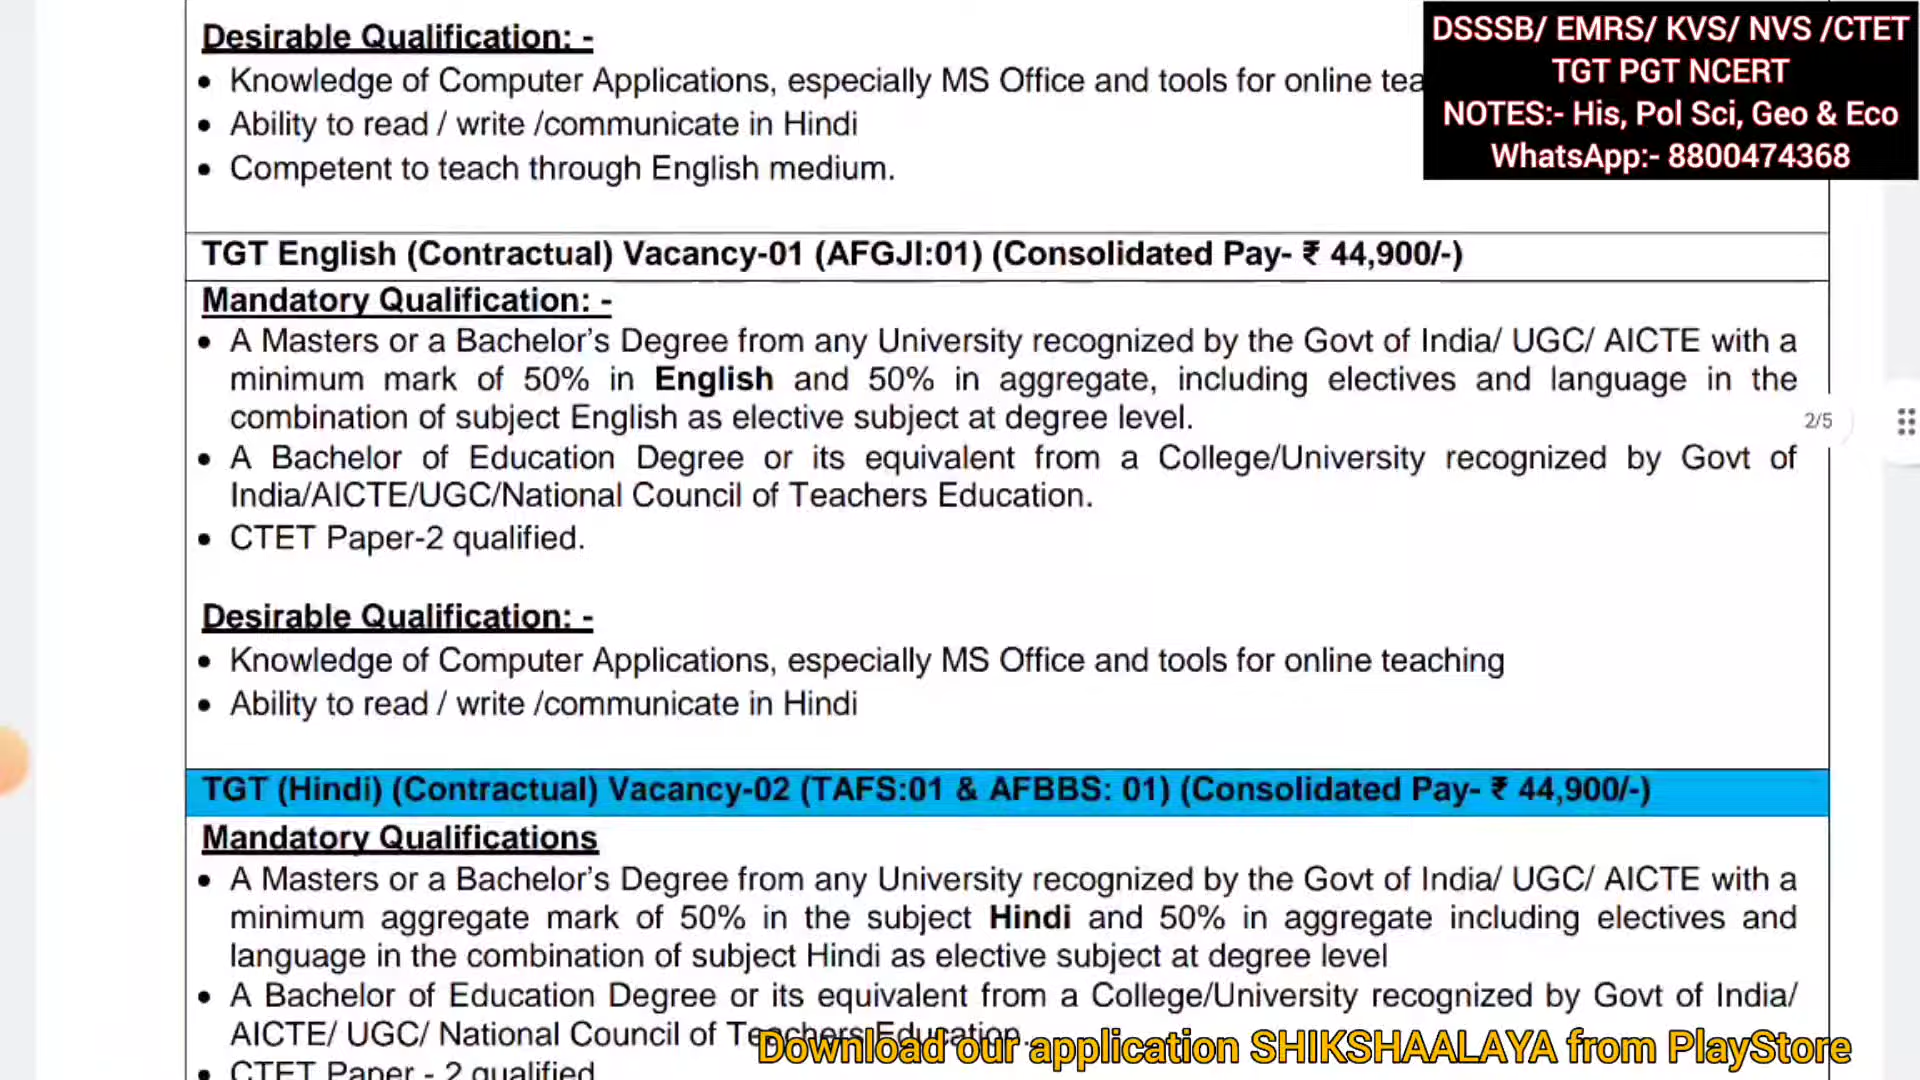 Desirable Qualification: -
• Knowledge of Computer Applications, especially MS Office and tools for online tea
• Ability to read / write /communicate in Hindi
• Competent to teach through English medium.
DSSSB/ EMRS/ KVS/ NVS /CTET
TGT PGT NCERT
NOTES:- His, Pol Sci, Geo & Eco
WhatsApp:- 8800474368
TGT English (Contractual) Vacancy-01 (AFGJI:01) (Consolidated Pay- ₹ 44,900/-)
Mandatory Qualification: -
• A Masters or a Bachelor’s Degree from any University recognized by the Govt of India/ UGC/ AICTE with a
minimum mark of 50% in English and 50% in aggregate, including electives and language in the
combination of subject English as elective subject at degree level.
2/5
• A Bachelor of Education Degree or its equivalent from a College/University recognized by Govt of
India/AICTE/UGC/National Council of Teachers Education.
• CTET Paper-2 qualified.
Desirable Qualification: -
• Knowledge of Computer Applications, especially MS Office and tools for online teaching
• Ability to read / write /communicate in Hindi
TGT (Hindi) (Contractual) Vacancy-02 (TAFS:01 & AFBBS: 01) (Consolidated Pay- ₹ 44,900/-)
Mandatory Qualifications
• A Masters or a Bachelor’s Degree from any University recognized by the Govt of India/ UGC/ AICTE with a
minimum aggregate mark of 50% in the subject Hindi and 50% in aggregate including electives and
language in the combination of subject Hindi as elective subject at degree level
• A Bachelor of Education Degree or its equivalent from a College/University recognized by Govt of India/
AICTE/ UGC/ National Council of Teachers Education.
Download our application SHIKSHAALAYA from PlayStore
• CTET Paper - 2 qualified